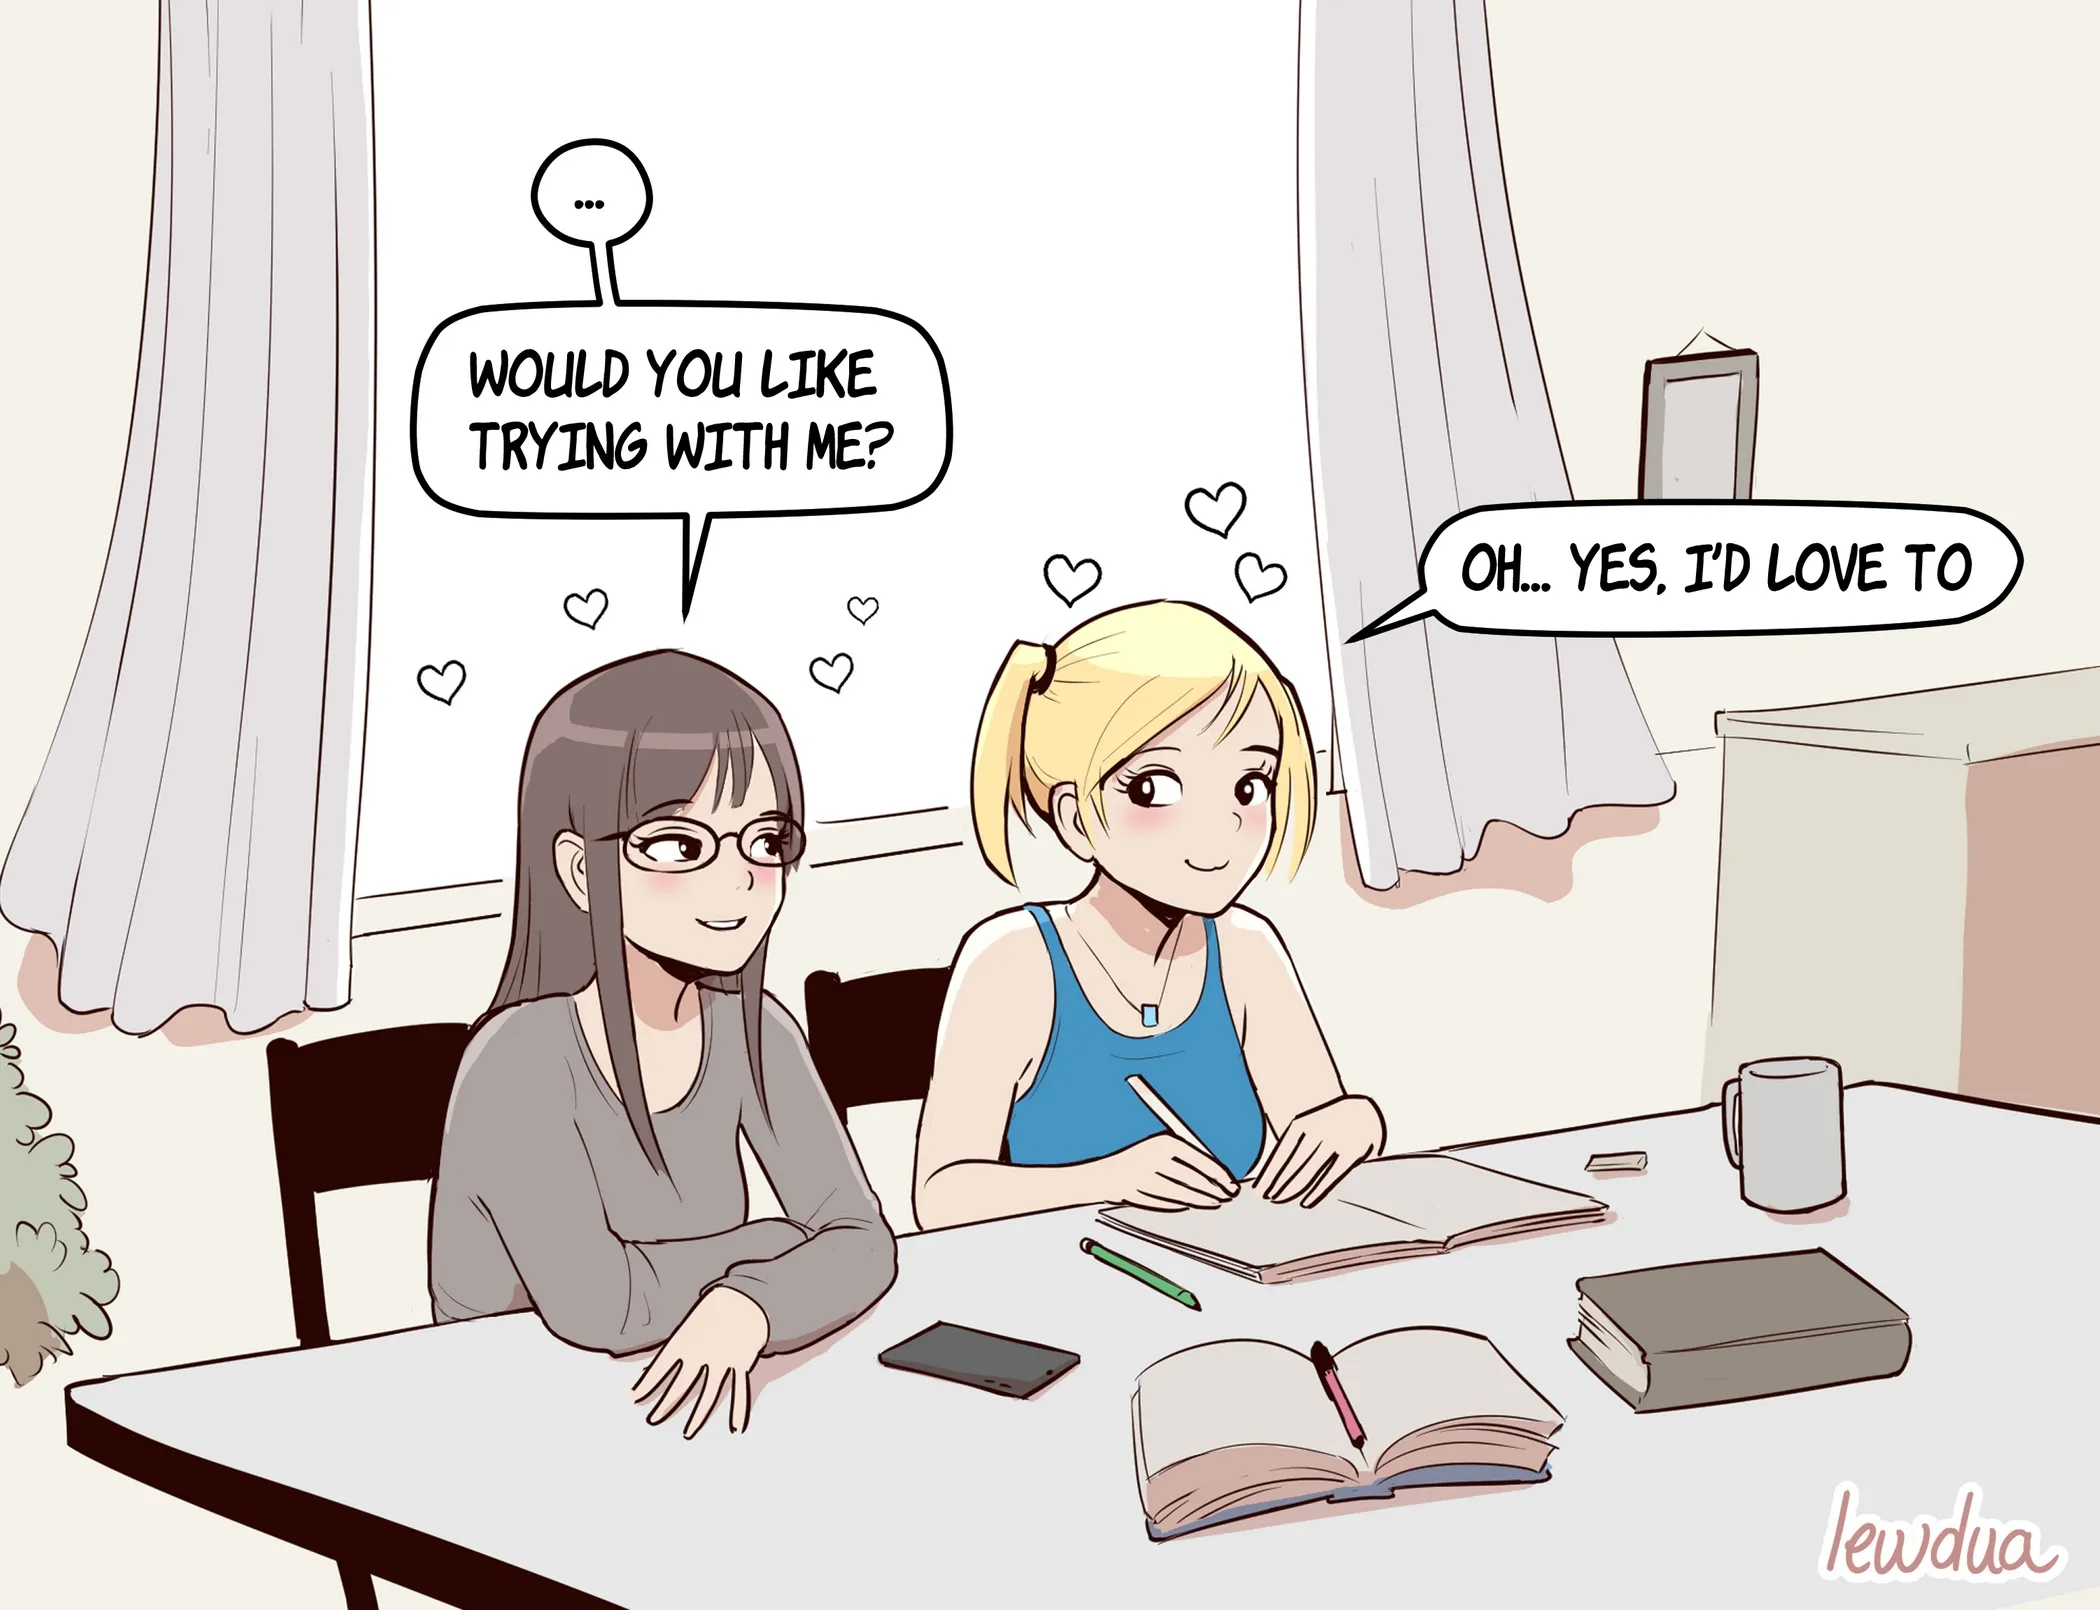 ...
WOULD YOU LIKE
TRYING WITH ME?
OH... YES, I'D LOVE TO
lewdua